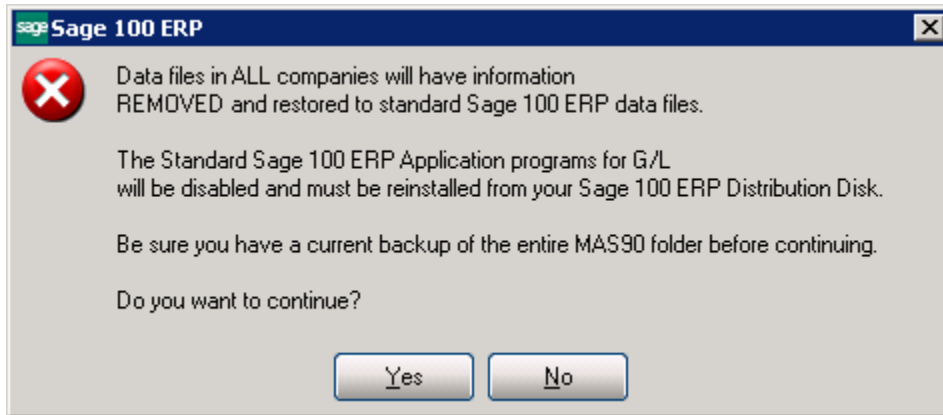 sage Sage 100 ERP
Data files in ALL companies will have information
REMOVED and restored to standard Sage 100 ERP data files.
The Standard Sage 100 ERP Application programs for G/L
will be disabled and must be reinstalled from your Sage 100 ERP Distribution Disk.
Be sure you have a current backup of the entire MAS90 folder before continuing.
Do you want to continue?
Yes No